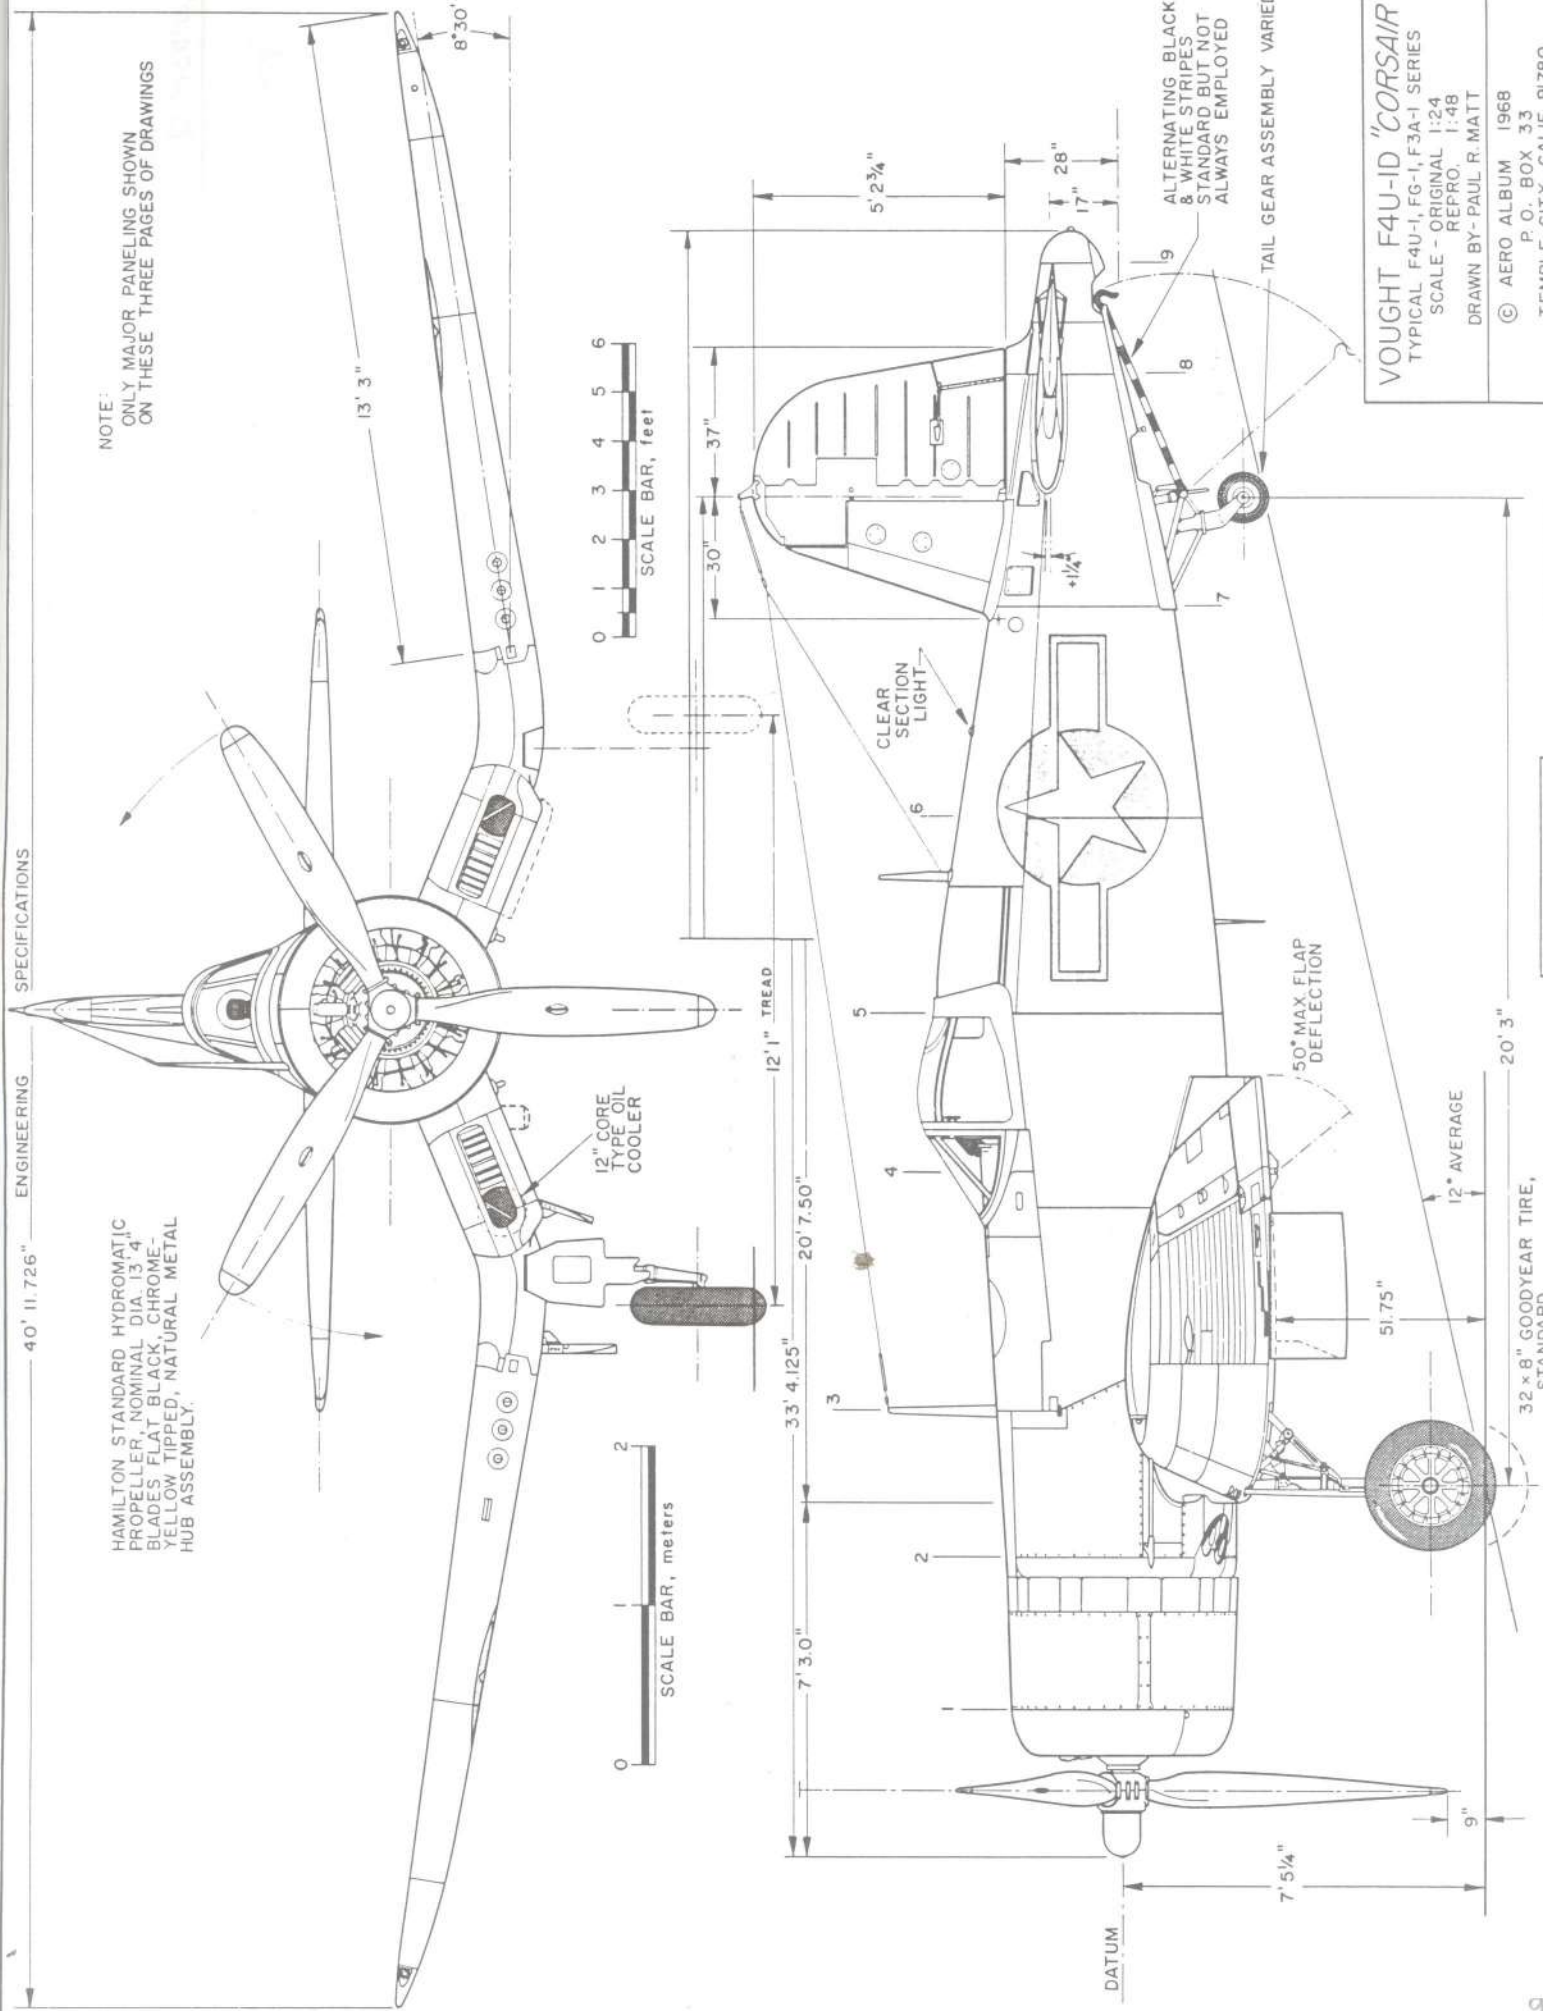 ENGINEERING SPECIFICATIONS
40' 11.726"
NOTE:
ONLY MAJOR PANELING SHOWN
ON THESE THREE PAGES OF DRAWINGS
8°30'
13' 3"
HAMILTON STANDARD HYDROMATIC
PROPELLER, NOMINAL DIA. 13' 4"
BLADES FLAT BLACK, CHROME-
YELLOW TIPPED, NATURAL METAL
HUB ASSEMBLY.
12" CORE
TYPE OIL
COOLER
0 1 2
SCALE BAR, meters
0 1 2 3 4 5 6
SCALE BAR, feet
12' 1" TREAD
33' 4.125"
7' 3.0"
20' 7.50"
30"
37"
5' 2¾"
28"
17"
+1¼°
CLEAR
SECTION
LIGHT
1 2 3 4 5 6 7 8 9
ALTERNATING BLACK
& WHITE STRIPES
STANDARD BUT NOT
ALWAYS EMPLOYED
TAIL GEAR ASSEMBLY VARIED
50° MAX. FLAP
DEFLECTION
DATUM
7' 5¼"
9"
51.75"
12° AVERAGE
20' 3"
32 x 8" GOODYEAR TIRE,
STANDARD
VOUGHT F4U-1D "CORSAIR
TYPICAL F4U-1, FG-1, F3A-1 SERIES
SCALE - ORIGINAL 1:24
REPRO. 1:48
DRAWN BY - PAUL R. MATT
© AERO ALBUM 1968
P.O. BOX 33
TEMPLE CITY, CALIF. 91780